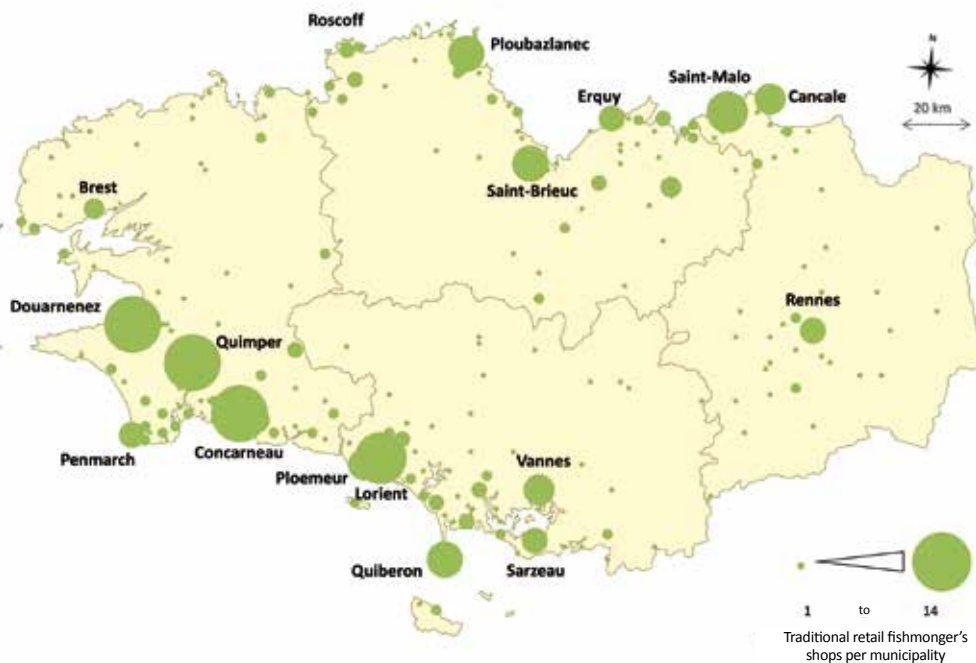 Roscoff
Ploubazlanec
N
Saint-Malo
Erquy
Cancale
20 km
Saint-Brieuc
Brest
Douarnenez
Rennes
Quimper
Penmarch
Concarneau
Vannes
Ploemeur
Lorient
Quiberon
Sarzeau
1 to 14
Traditional retail fishmonger's
shops per municipality